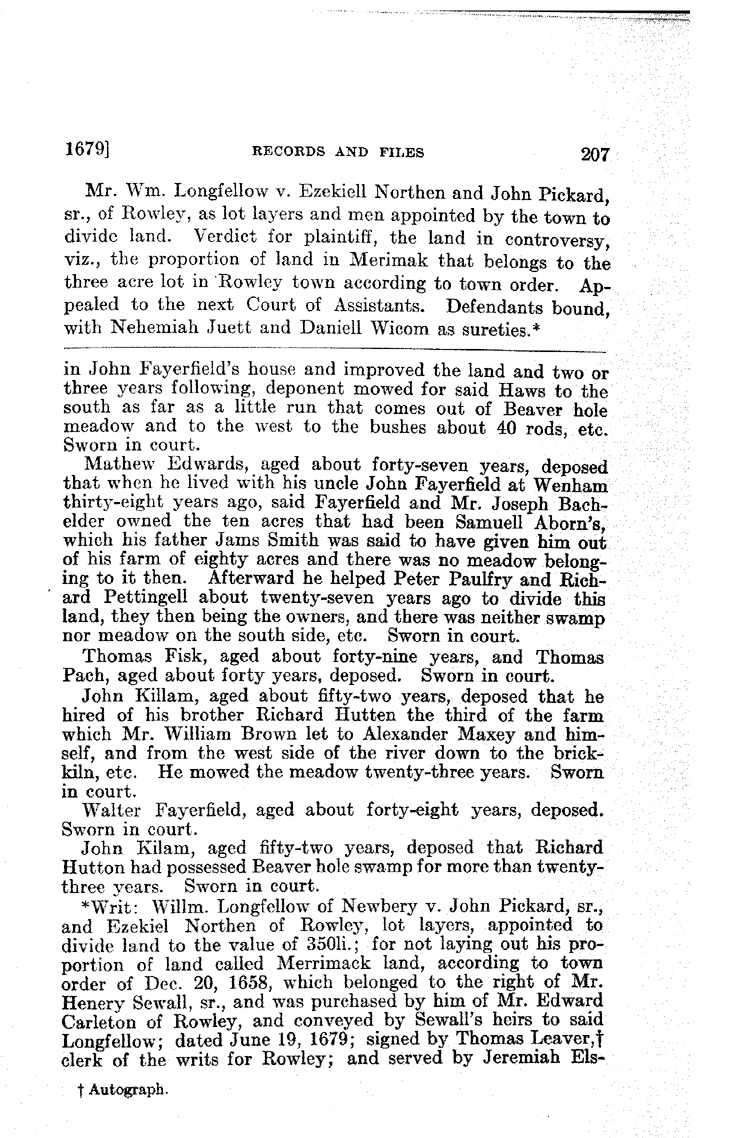 1679] RECORDS AND FILES 207
Mr. Wm. Longfellow v. Ezekiell Northen and John Pickard,
sr., of Rowley, as lot layers and men appointed by the town to
divide land. Verdict for plaintiff, the land in controversy,
viz., the proportion of land in Merimak that belongs to the
three acre lot in Rowley town according to town order. Ap-
pealed to the next Court of Assistants. Defendants bound,
with Nehemiah Juett and Daniell Wicom as sureties.*
in John Fayerfield's house and improved the land and two or
three years following, deponent mowed for said Haws to the
south as far as a little run that comes out of Beaver hole
meadow and to the west to the bushes about 40 rods, etc.
Sworn in court.
Mathew Edwards, aged about forty-seven years, deposed
that when he lived with his uncle John Fayerfield at Wenham
thirty-eight years ago, said Fayerfield and Mr. Joseph Bach-
elder owned the ten acres that had been Samuell Aborn's,
which his father Jams Smith was said to have given him out
of his farm of eighty acres and there was no meadow belong-
ing to it then. Afterward he helped Peter Paulfry and Rich-
ard Pettingell about twenty-seven years ago to divide this
land, they then being the owners, and there was neither swamp
nor meadow on the south side, etc. Sworn in court.
Thomas Fisk, aged about forty-nine years, and Thomas
Pach, aged about forty years, deposed. Sworn in court.
John Killam, aged about fifty-two years, deposed that he
hired of his brother Richard Hutten the third of the farm
which Mr. William Brown let to Alexander Maxey and him-
self, and from the west side of the river down to the brick-
kiln, etc. He mowed the meadow twenty-three years. Sworn
in court.
Walter Fayerfield, aged about forty-eight years, deposed.
Sworn in court.
John Kilam, aged fifty-two years, deposed that Richard
Hutton had possessed Beaver hole swamp for more than twenty-
three years. Sworn in court.
*Writ: Willm. Longfellow of Newbery v. John Pickard, sr.,
and Ezekiel Northen of Rowley, lot layers, appointed to
divide land to the value of 350li.; for not laying out his pro-
portion of land called Merrimack land, according to town
order of Dec. 20, 1658, which belonged to the right of Mr.
Henery Sewall, sr., and was purchased by him of Mr. Edward
Carleton of Rowley, and conveyed by Sewall's heirs to said
Longfellow; dated June 19, 1679; signed by Thomas Leaver,†
clerk of the writs for Rowley; and served by Jeremiah Els-
† Autograph.